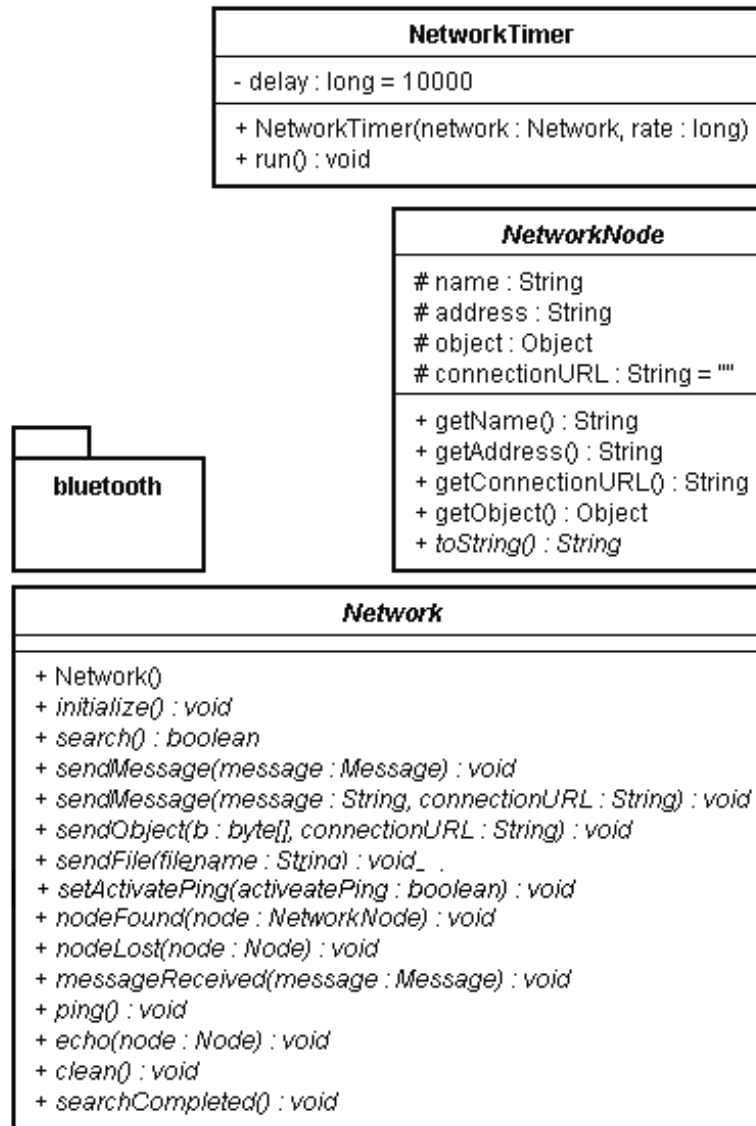 NetworkTimer
- delay : long = 10000
+ NetworkTimer(network : Network, rate : long)
+ run() : void
NetworkNode
# name : String
# address : String
# object : Object
# connectionURL : String = ""
+ getName() : String
+ getAddress() : String
+ getConnectionURL() : String
+ getObject() : Object
+ toString() : String
bluetooth
Network
+ Network()
+ initialize() : void
+ search() : boolean
+ sendMessage(message : Message) : void
+ sendMessage(message : String, connectionURL : String) : void
+ sendObject(b : byte[], connectionURL : String) : void
+ sendFile(filename : String) : void
+ setActivatePing(activeatePing : boolean) : void
+ nodeFound(node : NetworkNode) : void
+ nodeLost(node : Node) : void
+ messageReceived(message : Message) : void
+ ping() : void
+ echo(node : Node) : void
+ clean() : void
+ searchCompleted() : void